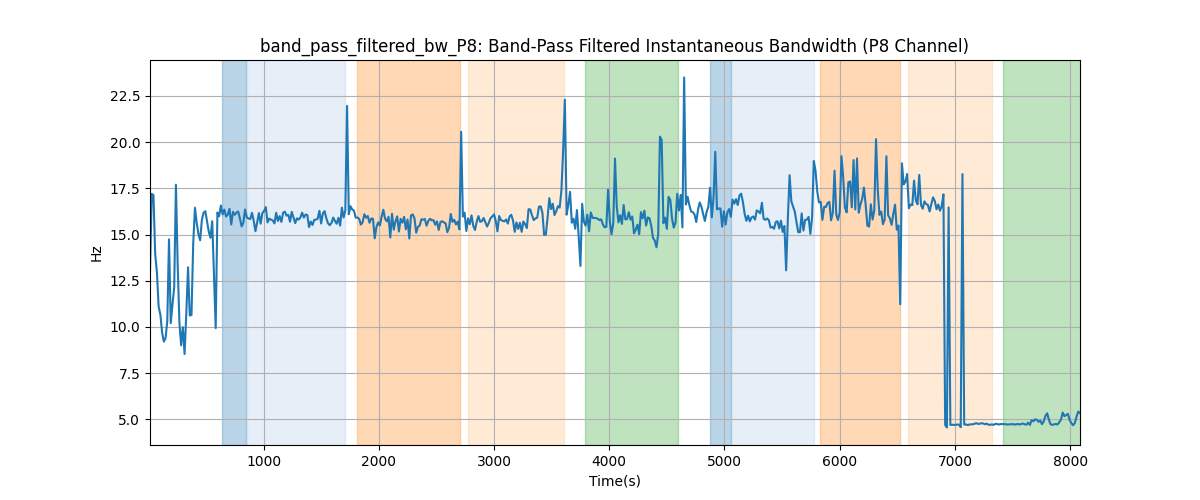 band_pass_filtered_bw_P8: Band-Pass Filtered Instantaneous Bandwidth (P8 Channel)
Hz
22.5
20.0
17.5
15.0
12.5
10.0
7.5
5.0
1000 2000 3000 4000 5000 6000 7000 8000
Time(s)